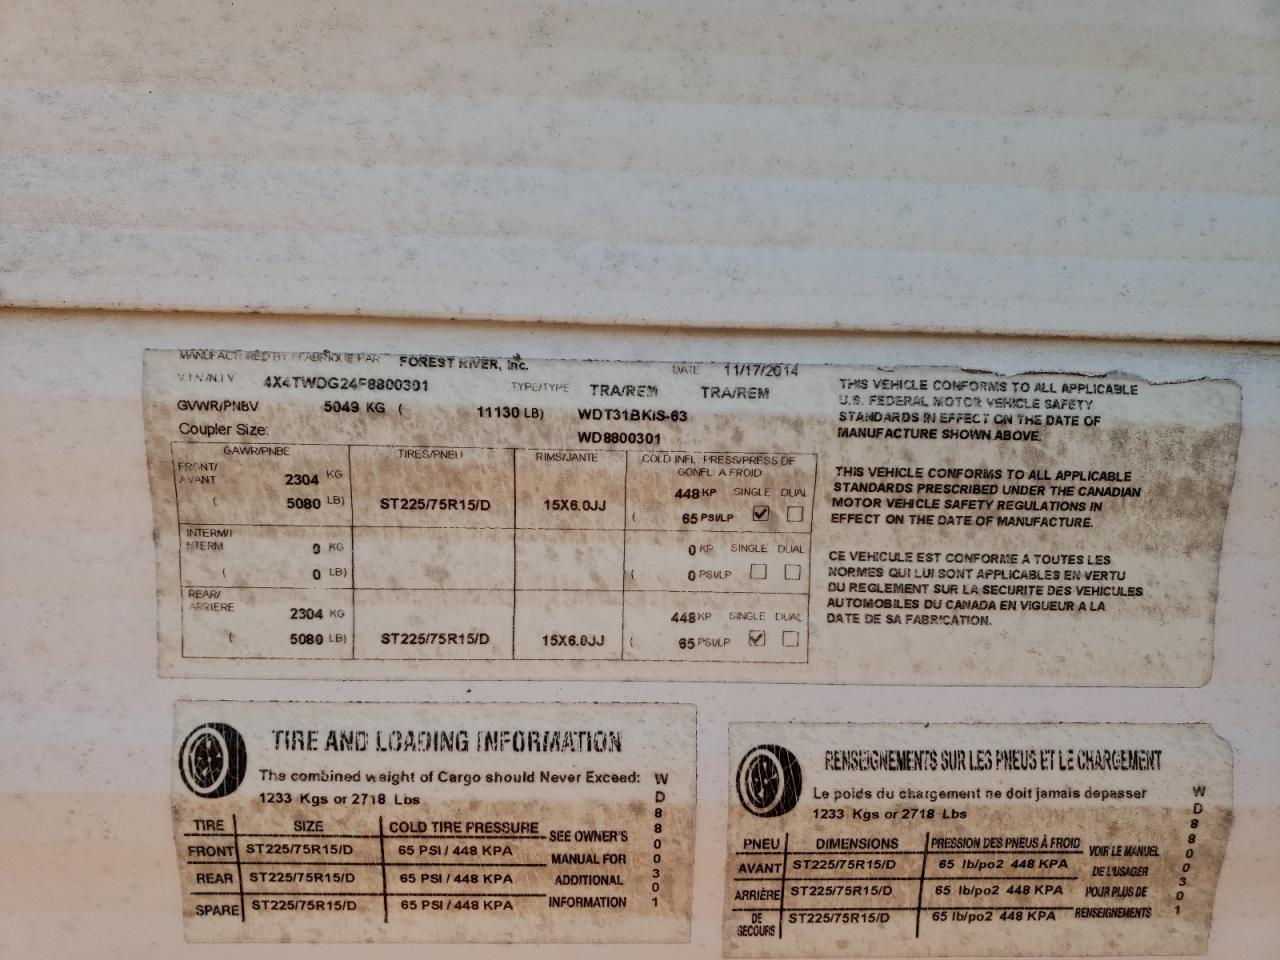 MANUFACTURED BY / FABRIQUE PAR FOREST RIVER, Inc. DATE 11/17/2014
V.I.N./N.I.V 4X4TWDG24F8800301 TYPE/TYPE TRA/REM TRA/REM
GVWR/PNBV 5049 KG ( 11130 LB) WDT31BKIS-63
Coupler Size: WD8800301
GAWR/PNBE TIRES/PNEU RIMS/JANTE COLD INFL PRESS/PRESS DF
GONFL A FROID
FRONT/
AVANT 2304 KG 448 KP SINGLE DUAL
( 5080 LB) ST225/75R15/D 15X6.0JJ ( 65 PSI/LP
INTERM/I
NTERM 0 KG 0 KP SINGLE DUAL
( 0 LB) ( 0 PSI/LP
REAR/
ARRIERE 2304 KG 448 KP SINGLE DUAL
( 5080 LB) ST225/75R15/D 15X6.0JJ ( 65 PSI/LP
THIS VEHICLE CONFORMS TO ALL APPLICABLE
U.S. FEDERAL MOTOR VEHICLE SAFETY
STANDARDS IN EFFECT ON THE DATE OF
MANUFACTURE SHOWN ABOVE.
THIS VEHICLE CONFORMS TO ALL APPLICABLE
STANDARDS PRESCRIBED UNDER THE CANADIAN
MOTOR VEHICLE SAFETY REGULATIONS IN
EFFECT ON THE DATE OF MANUFACTURE.
CE VEHICULE EST CONFORME A TOUTES LES
NORMES QUI LUI SONT APPLICABLES EN VERTU
DU REGLEMENT SUR LA SECURITE DES VEHICULES
AUTOMOBILES DU CANADA EN VIGUEUR A LA
DATE DE SA FABRICATION.
TIRE AND LOADING INFORMATION
The combined weight of Cargo should Never Exceed:
1233 Kgs or 2718 Lbs
TIRE SIZE COLD TIRE PRESSURE SEE OWNER'S
FRONT ST225/75R15/D 65 PSI / 448 KPA MANUAL FOR
REAR ST225/75R15/D 65 PSI / 448 KPA ADDITIONAL
SPARE ST225/75R15/D 65 PSI / 448 KPA INFORMATION
WD8800301
RENSEIGNEMENTS SUR LES PNEUS ET LE CHARGEMENT
Le poids du chargement ne doit jamais depasser
1233 Kgs or 2718 Lbs
PNEU DIMENSIONS PRESSION DES PNEUS À FROID VOIR LE MANUEL
AVANT ST225/75R15/D 65 lb/po2 448 KPA DE L'USAGER
ARRIÈRE ST225/75R15/D 65 lb/po2 448 KPA POUR PLUS DE
DE
SECOURS ST225/75R15/D 65 lb/po2 448 KPA RENSEIGNEMENTS
WD8800301